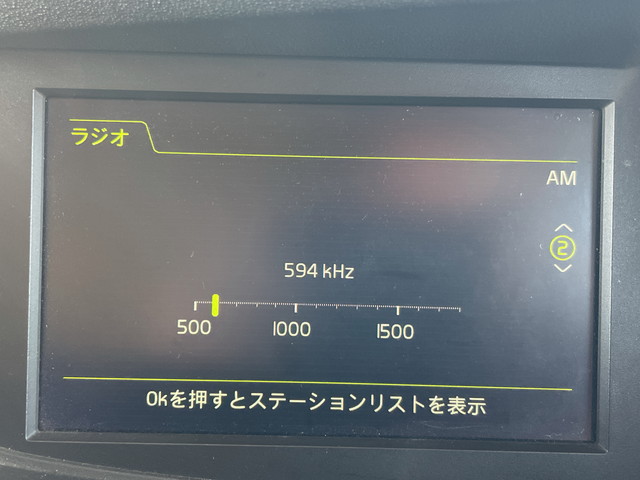 ラジオ
AM
②
594 kHz
500 1000 1500
Okを押すとステーションリストを表示